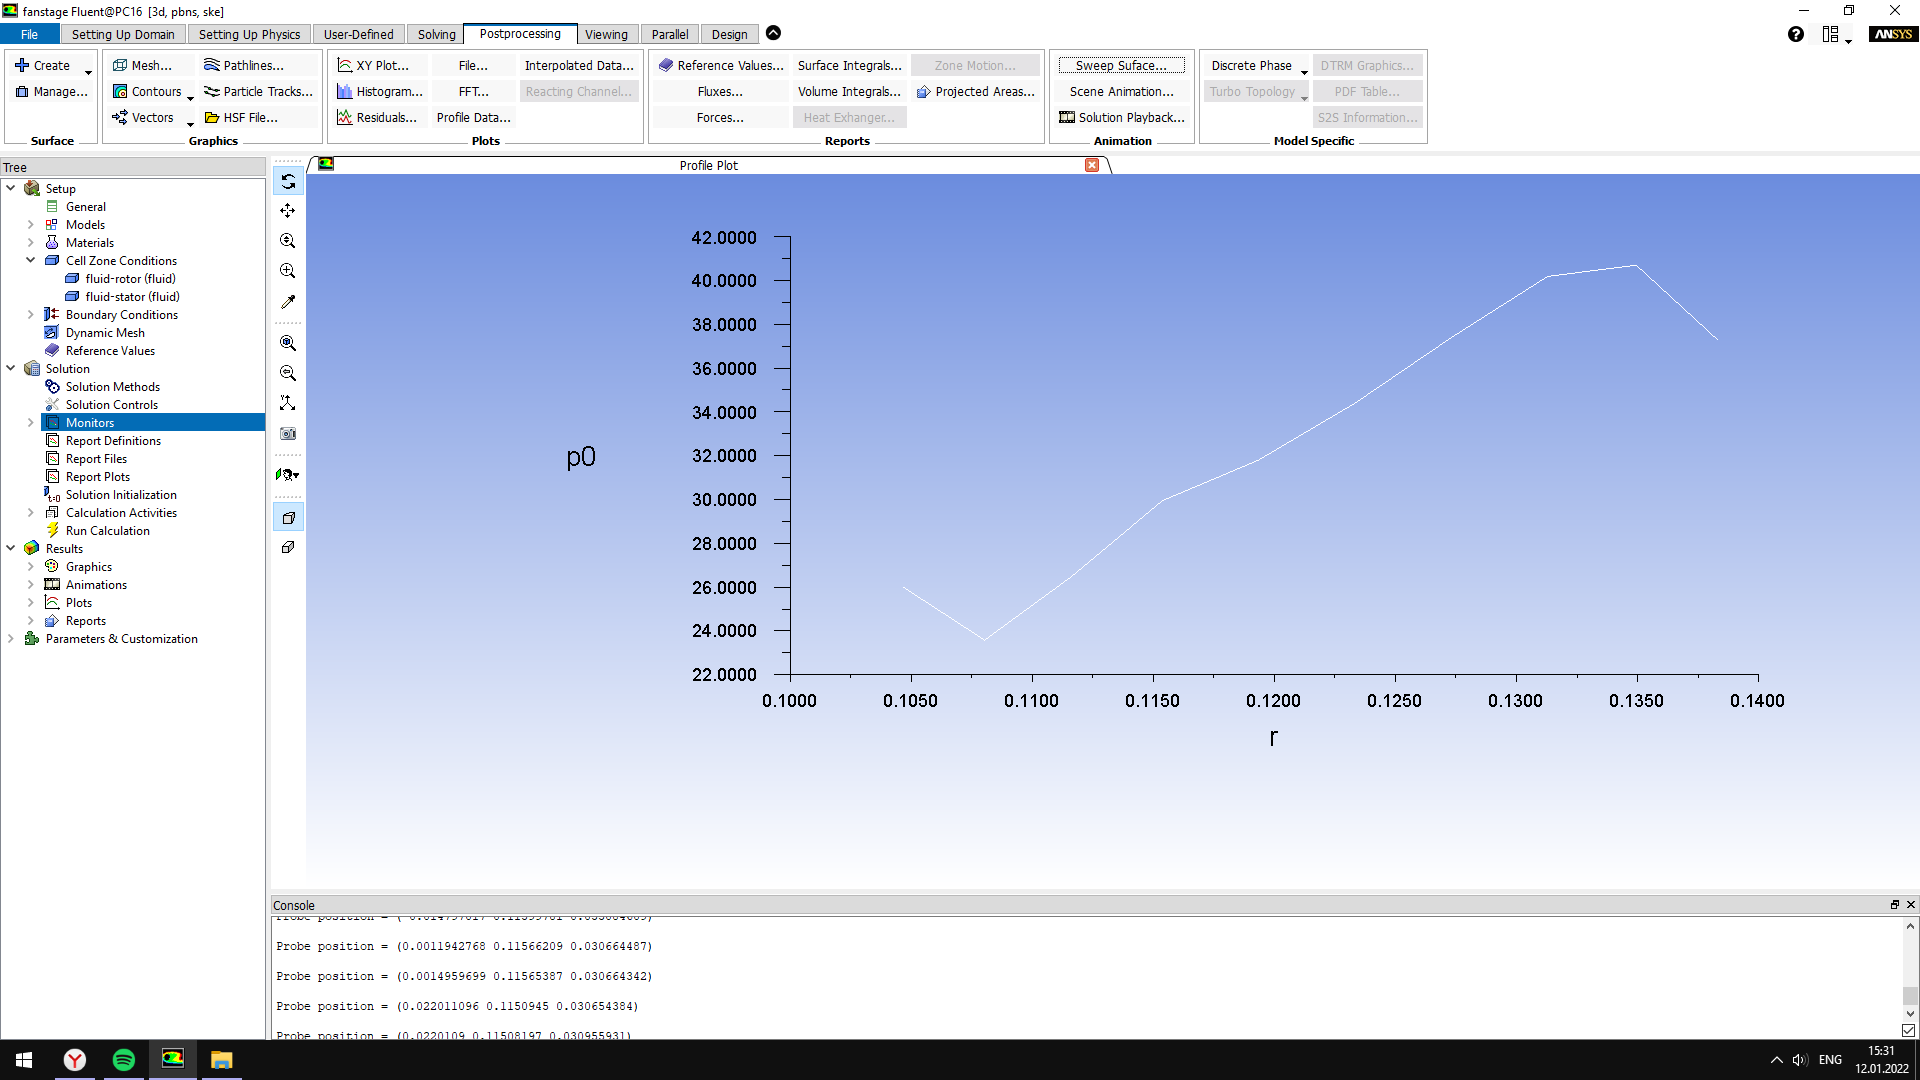 fanstage Fluent@PC16 [3d, pbns, ske]
File Setting Up Domain Setting Up Physics User-Defined Solving Postprocessing Viewing Parallel Design
ANSYS
Create
Manage...
Surface
Mesh... Pathlines...
Contours Particle Tracks...
Vectors HSF File...
Graphics
XY Plot... File... Interpolated Data...
Histogram... FFT... Reacting Channel...
Residuals... Profile Data...
Plots
Reference Values... Surface Integrals... Zone Motion...
Fluxes... Volume Integrals... Projected Areas...
Forces... Heat Exhanger...
Reports
Sweep Suface...
Scene Animation...
Solution Playback...
Animation
Discrete Phase DTRM Graphics...
Turbo Topology PDF Table...
S2S Information...
Model Specific
Tree
Setup
General
Models
Materials
Cell Zone Conditions
fluid-rotor (fluid)
fluid-stator (fluid)
Boundary Conditions
Dynamic Mesh
Reference Values
Solution
Solution Methods
Solution Controls
Monitors
Report Definitions
Report Files
Report Plots
Solution Initialization
Calculation Activities
Run Calculation
Results
Graphics
Animations
Plots
Reports
Parameters & Customization
Profile Plot
42.0000
40.0000
38.0000
36.0000
34.0000
p0
32.0000
30.0000
28.0000
26.0000
24.0000
22.0000
0.1000 0.1050 0.1100 0.1150 0.1200 0.1250 0.1300 0.1350 0.1400
r
Console
Probe position = (0.0011942768 0.11566209 0.030664487)
Probe position = (0.0014959699 0.11565387 0.030664342)
Probe position = (0.022011096 0.1150945 0.030654384)
Probe position = (0.0220109 0.11508197 0.030955931)
ENG
15:31
12.01.2022